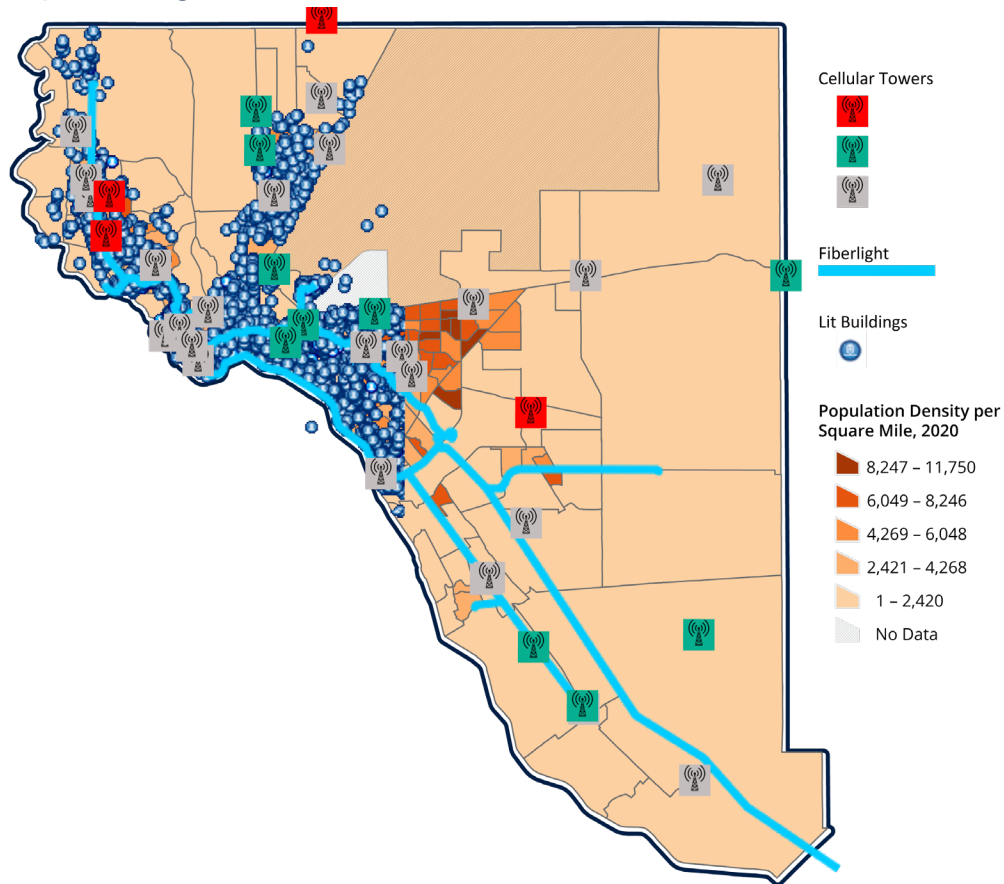 Cellular Towers
Fiberlight
Lit Buildings
Population Density per
Square Mile, 2020
8,247 – 11,750
6,049 – 8,246
4,269 – 6,048
2,421 – 4,268
1 – 2,420
No Data